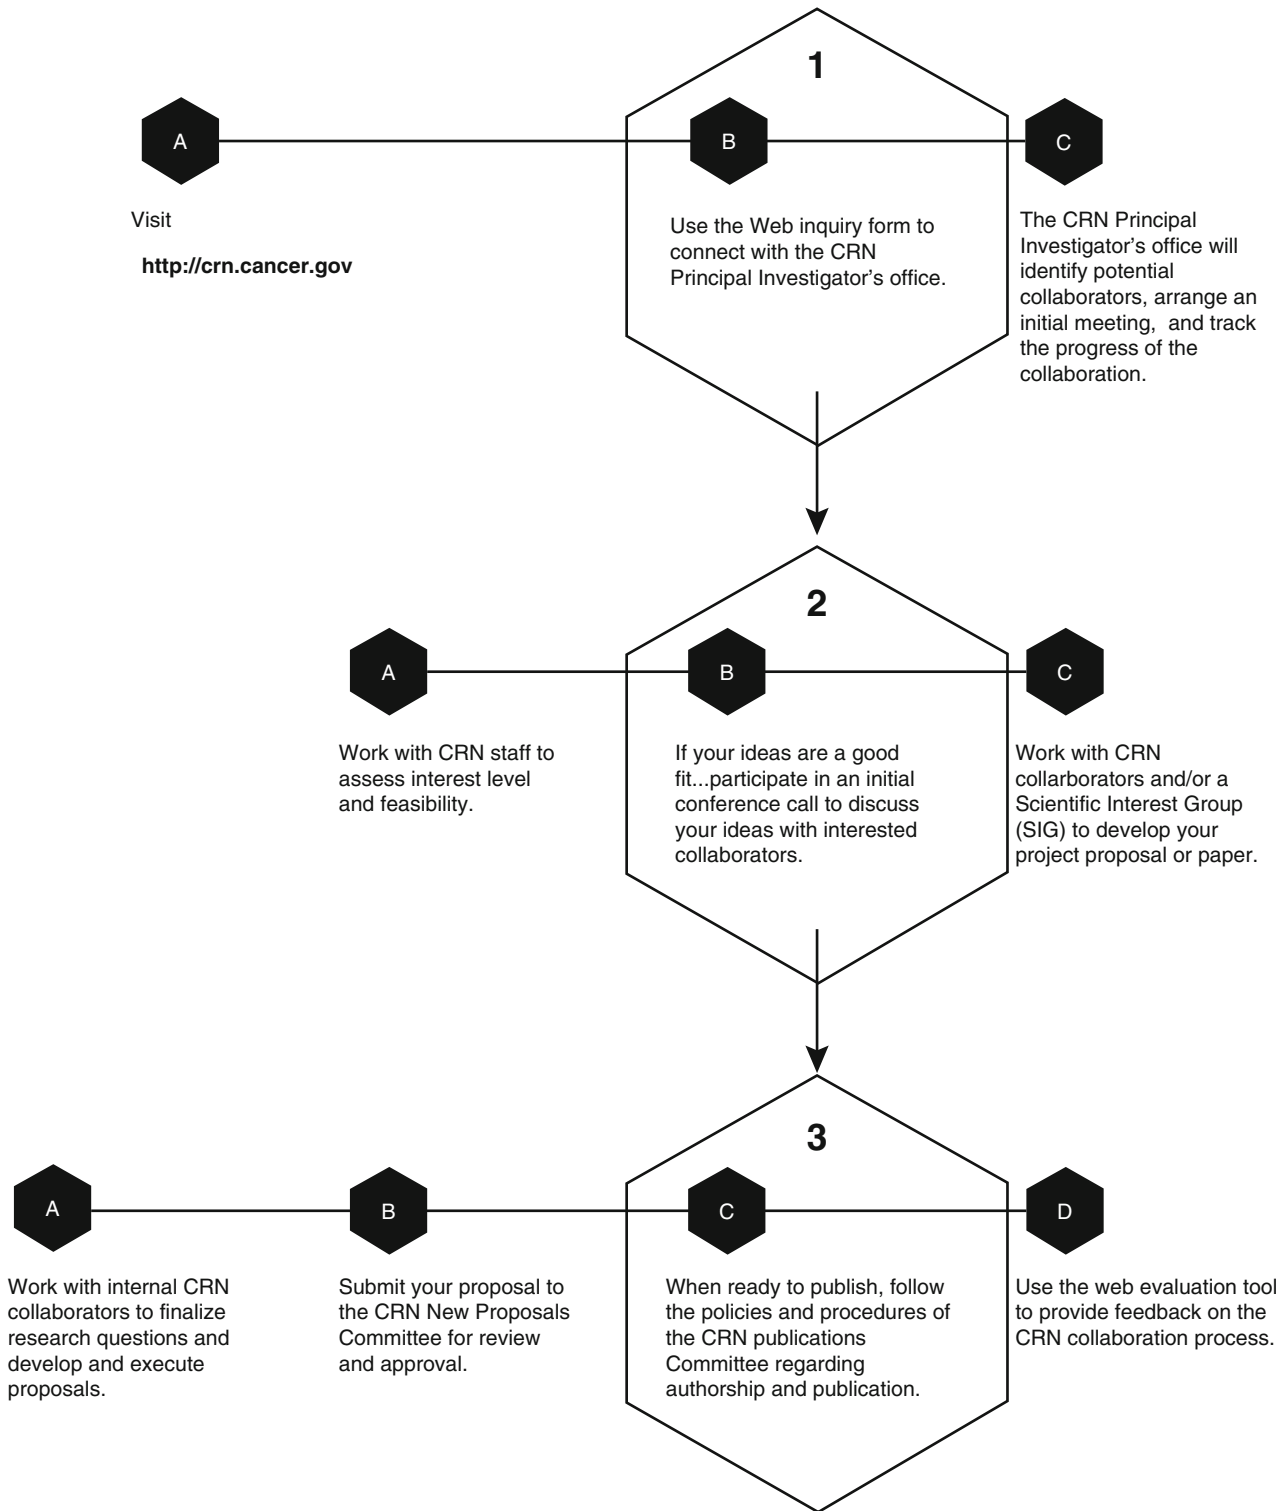 1
A
B
C
Visit
http://crn.cancer.gov
Use the Web inquiry form to
connect with the CRN
Principal Investigator’s office.
The CRN Principal
Investigator’s office will
identify potential
collaborators, arrange an
initial meeting,  and track
the progress of the
collaboration.
2
A
B
C
Work with CRN staff to
assess interest level
and feasibility.
If your ideas are a good
fit...participate in an initial
conference call to discuss
your ideas with interested
collaborators.
Work with CRN
collarborators and/or a
Scientific Interest Group
(SIG) to develop your
project proposal or paper.
3
A
B
C
D
Work with internal CRN
collaborators to finalize
research questions and
develop and execute
proposals.
Submit your proposal to
the CRN New Proposals
Committee for review
and approval.
When ready to publish, follow
the policies and procedures of
the CRN publications
Committee regarding
authorship and publication.
Use the web evaluation tool
to provide feedback on the
CRN collaboration process.